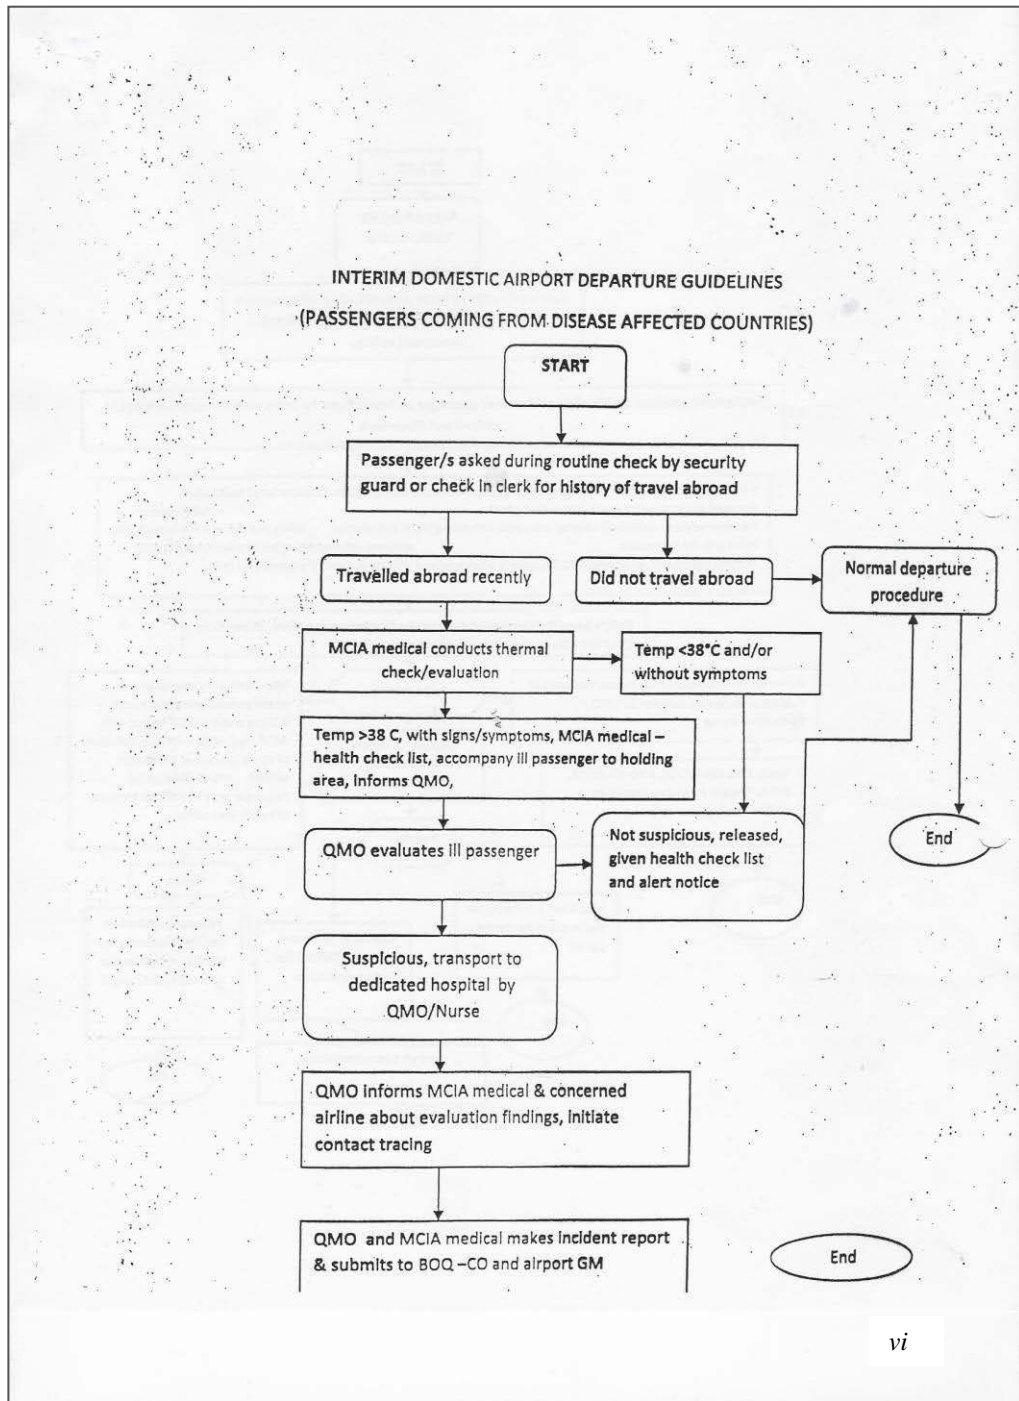 INTERIM DOMESTIC AIRPORT DEPARTURE GUIDELINES
(PASSENGERS COMING FROM DISEASE AFFECTED COUNTRIES)
START
Passenger/s asked during routine check by security
guard or check in clerk for history of travel abroad
Travelled abroad recently
Did not travel abroad
Normal departure
procedure
MCIA medical conducts thermal
check/evaluation
Temp <38°C and/or
without symptoms
Temp >38 C, with signs/symptoms, MCIA medical –
health check list, accompany ill passenger to holding
area, informs QMO,
QMO evaluates ill passenger
Not suspicious, released,
given health check list
and alert notice
End
Suspicious, transport to
dedicated hospital by
QMO/Nurse
QMO informs MCIA medical & concerned
airline about evaluation findings, initiate
contact tracing
QMO and MCIA medical makes incident report
& submits to BOQ –CO and airport GM
End
vi